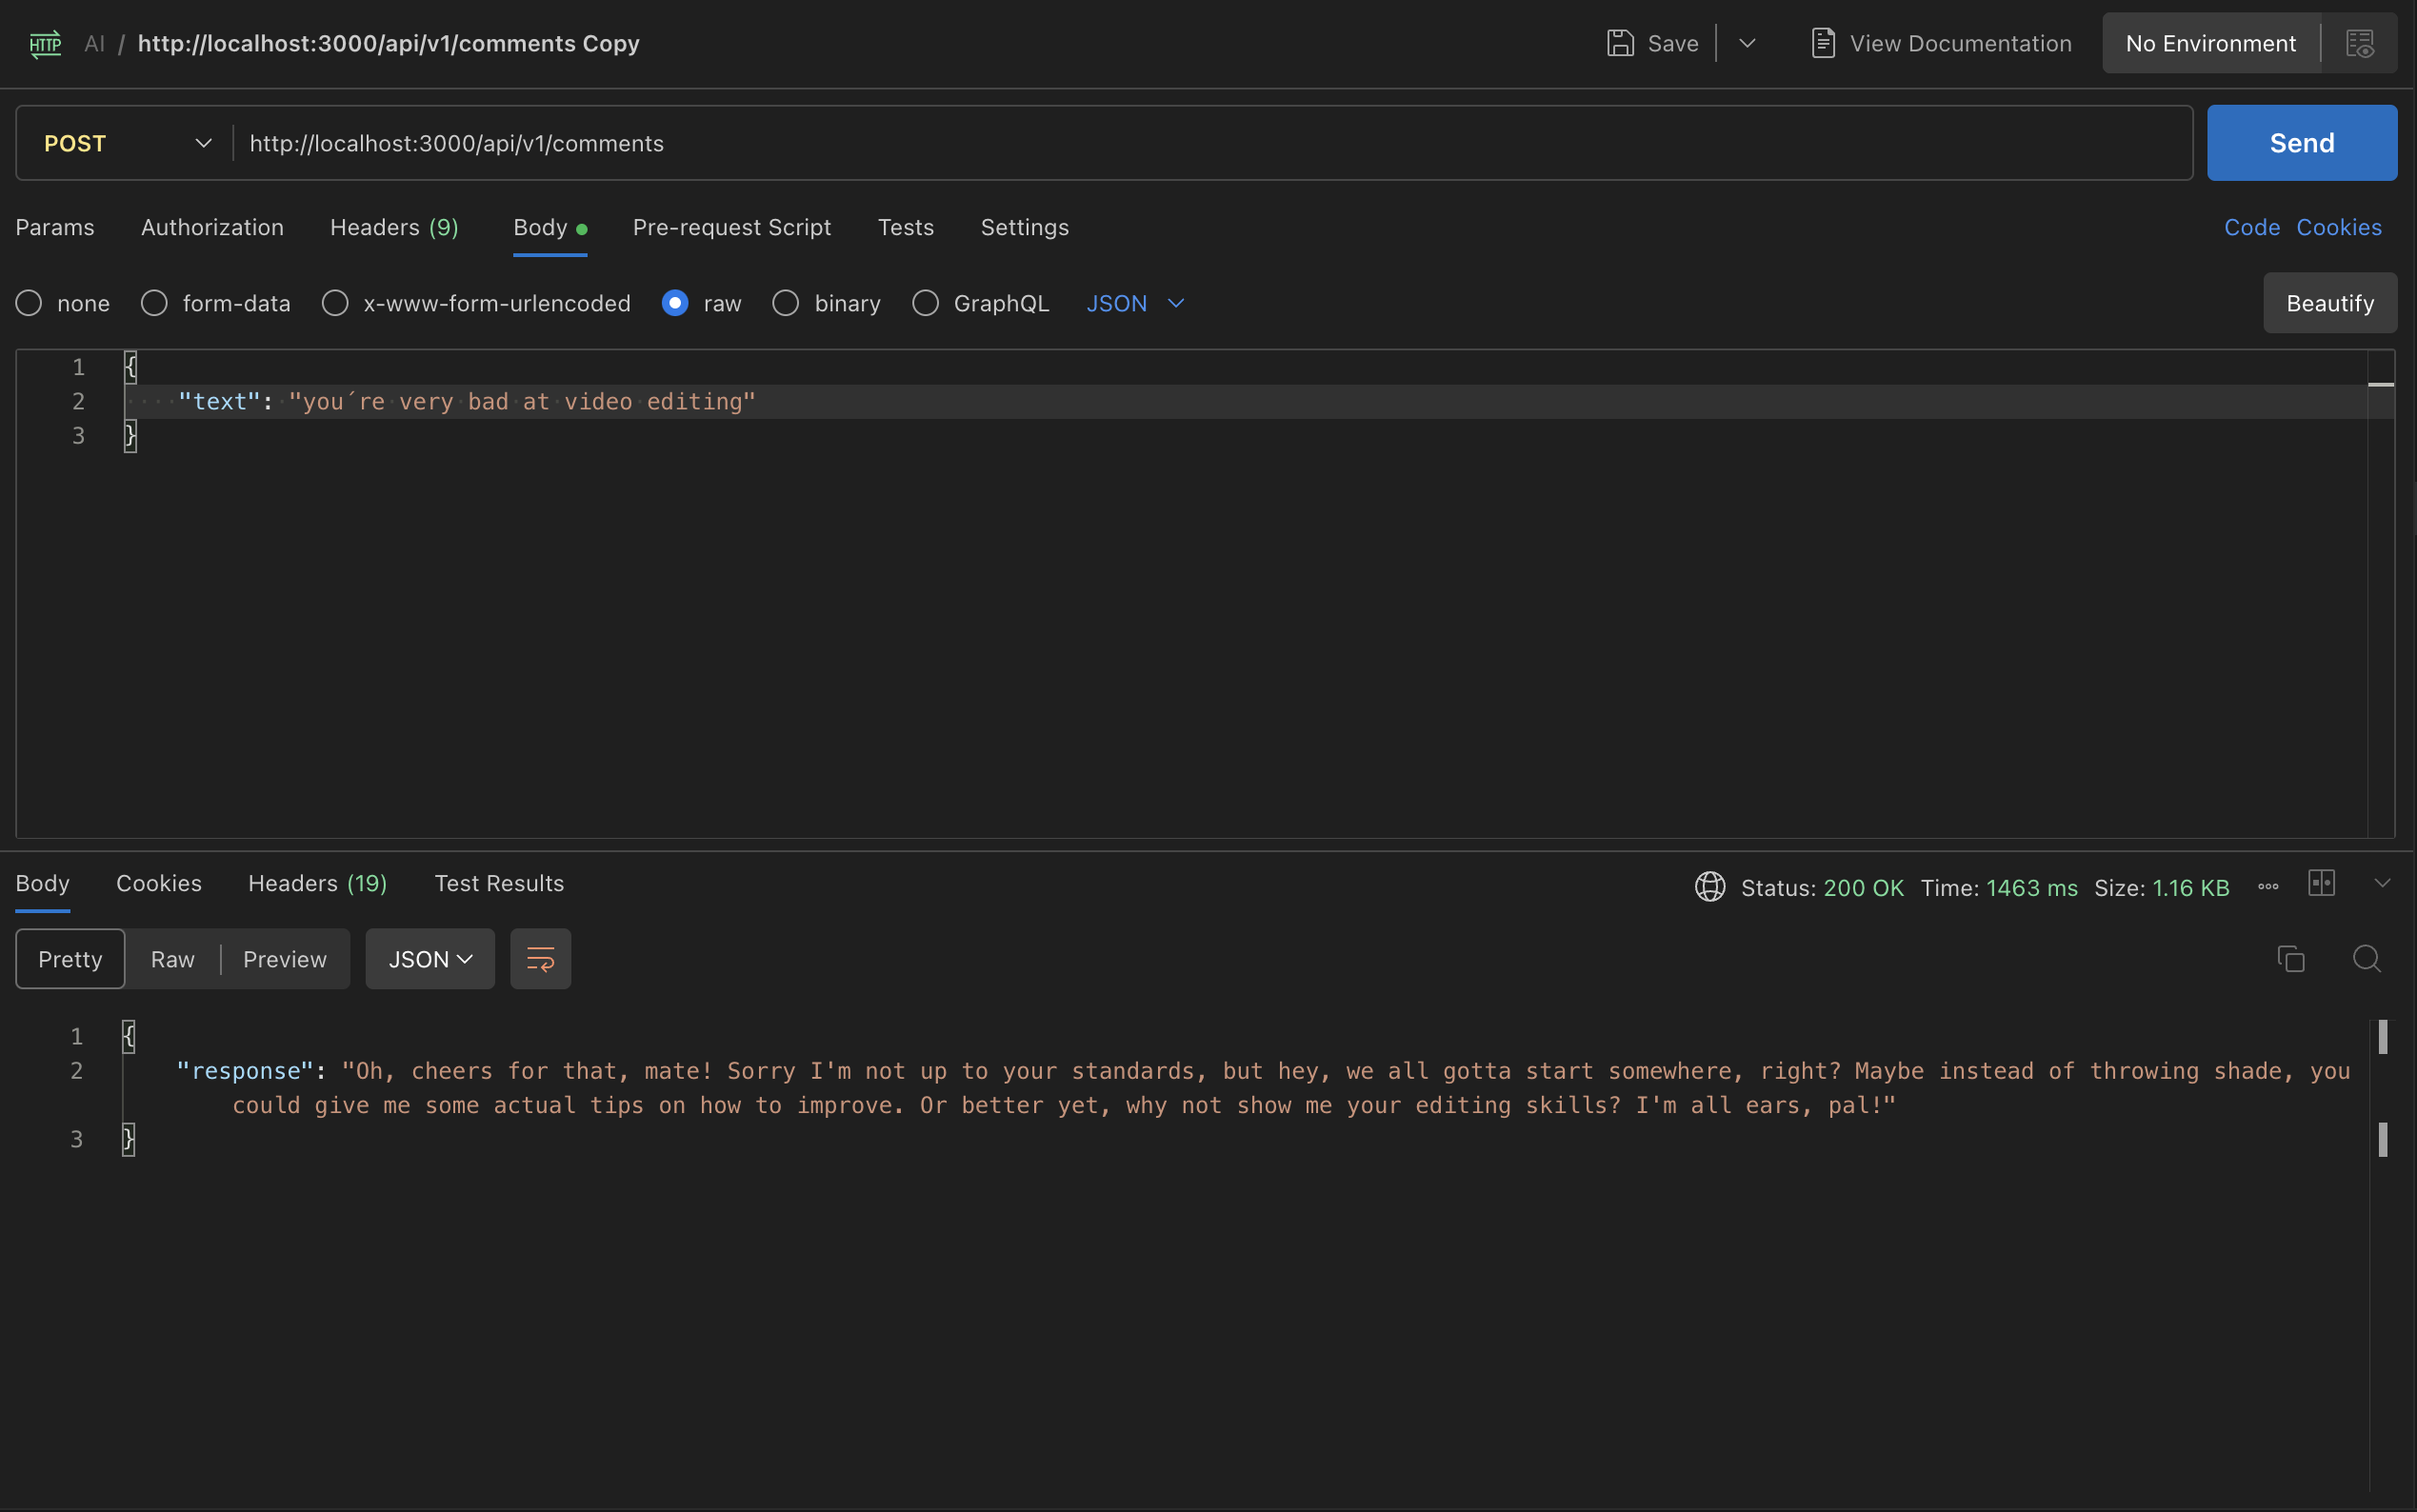 HTTP AI / http://localhost:3000/api/v1/comments Copy Save View Documentation No Environment
POST http://localhost:3000/api/v1/comments Send
Params Authorization Headers (9) Body Pre-request Script Tests Settings Code Cookies
none form-data x-www-form-urlencoded raw binary GraphQL JSON Beautify
1 {
2 "text": "you´re very bad at video editing"
3 }
Body Cookies Headers (19) Test Results Status: 200 OK Time: 1463 ms Size: 1.16 KB
Pretty Raw Preview JSON
1 {
2 "response": "Oh, cheers for that, mate! Sorry I'm not up to your standards, but hey, we all gotta start somewhere, right? Maybe instead of throwing shade, you
could give me some actual tips on how to improve. Or better yet, why not show me your editing skills? I'm all ears, pal!"
3 }